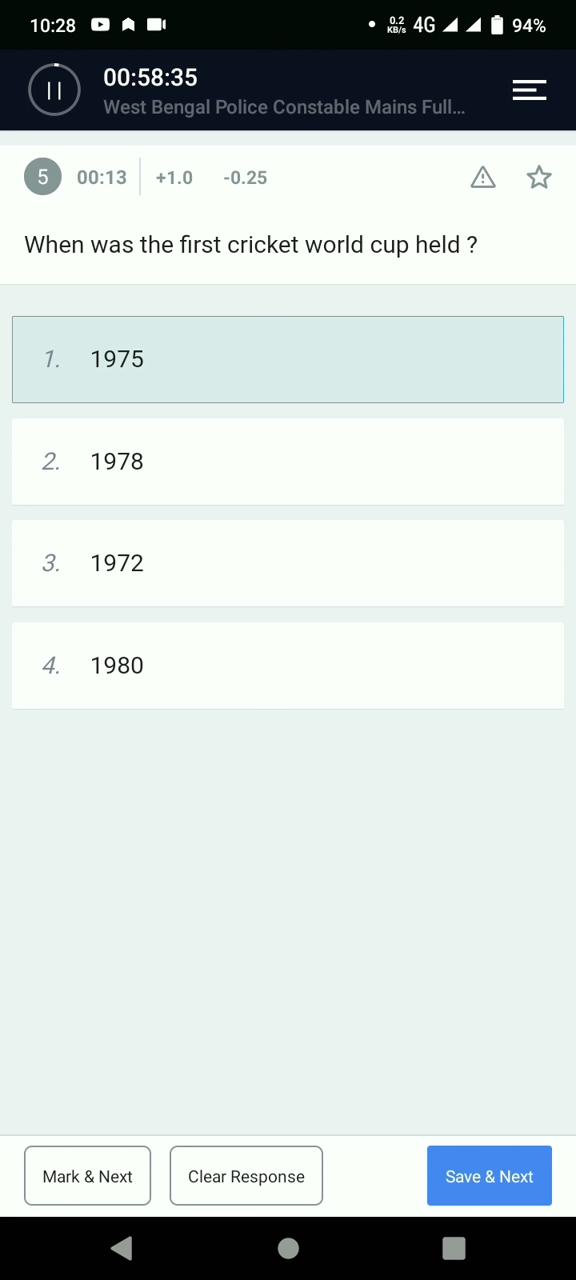 10:28
0.2 KB/s 4G 94%
00:58:35
West Bengal Police Constable Mains Full...
5 00:13 +1.0 -0.25
When was the first cricket world cup held ?
1. 1975
2. 1978
3. 1972
4. 1980
Mark & Next Clear Response Save & Next